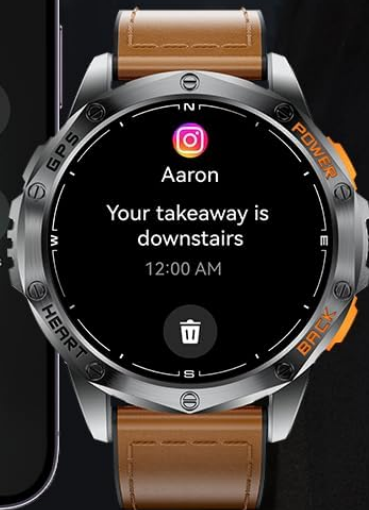 N
GPS
POWER
Aaron
Your takeaway is
downstairs
12:00 AM
W
E
HEART
BACK
S